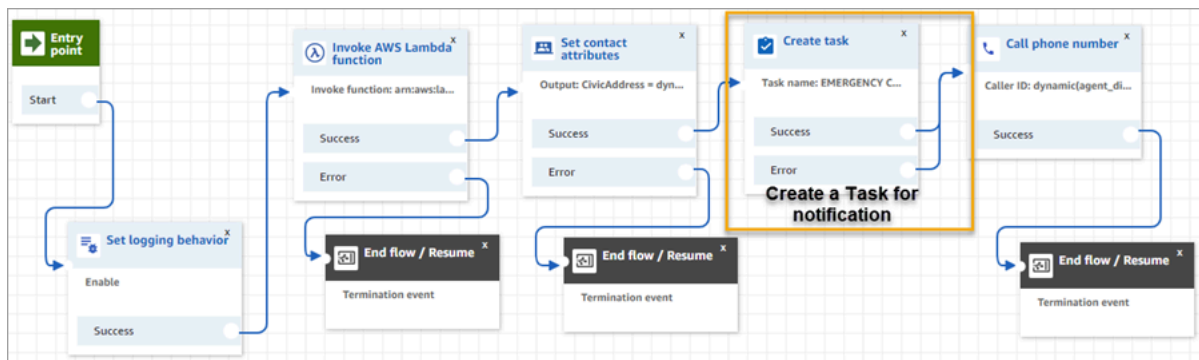 Entry
point
Start
Set logging behavior x
Enable
Success
Invoke AWS Lambda x
function
Invoke function: arn:aws:la...
Success
Error
End flow / Resume x
Termination event
Set contact x
attributes
Output: CivicAddress = dyn...
Success
Error
End flow / Resume x
Termination event
Create task x
Task name: EMERGENCY C...
Success
Error
Create a Task for
notification
Call phone number x
Caller ID: dynamic(agent_di...
Success
End flow / Resume x
Termination event